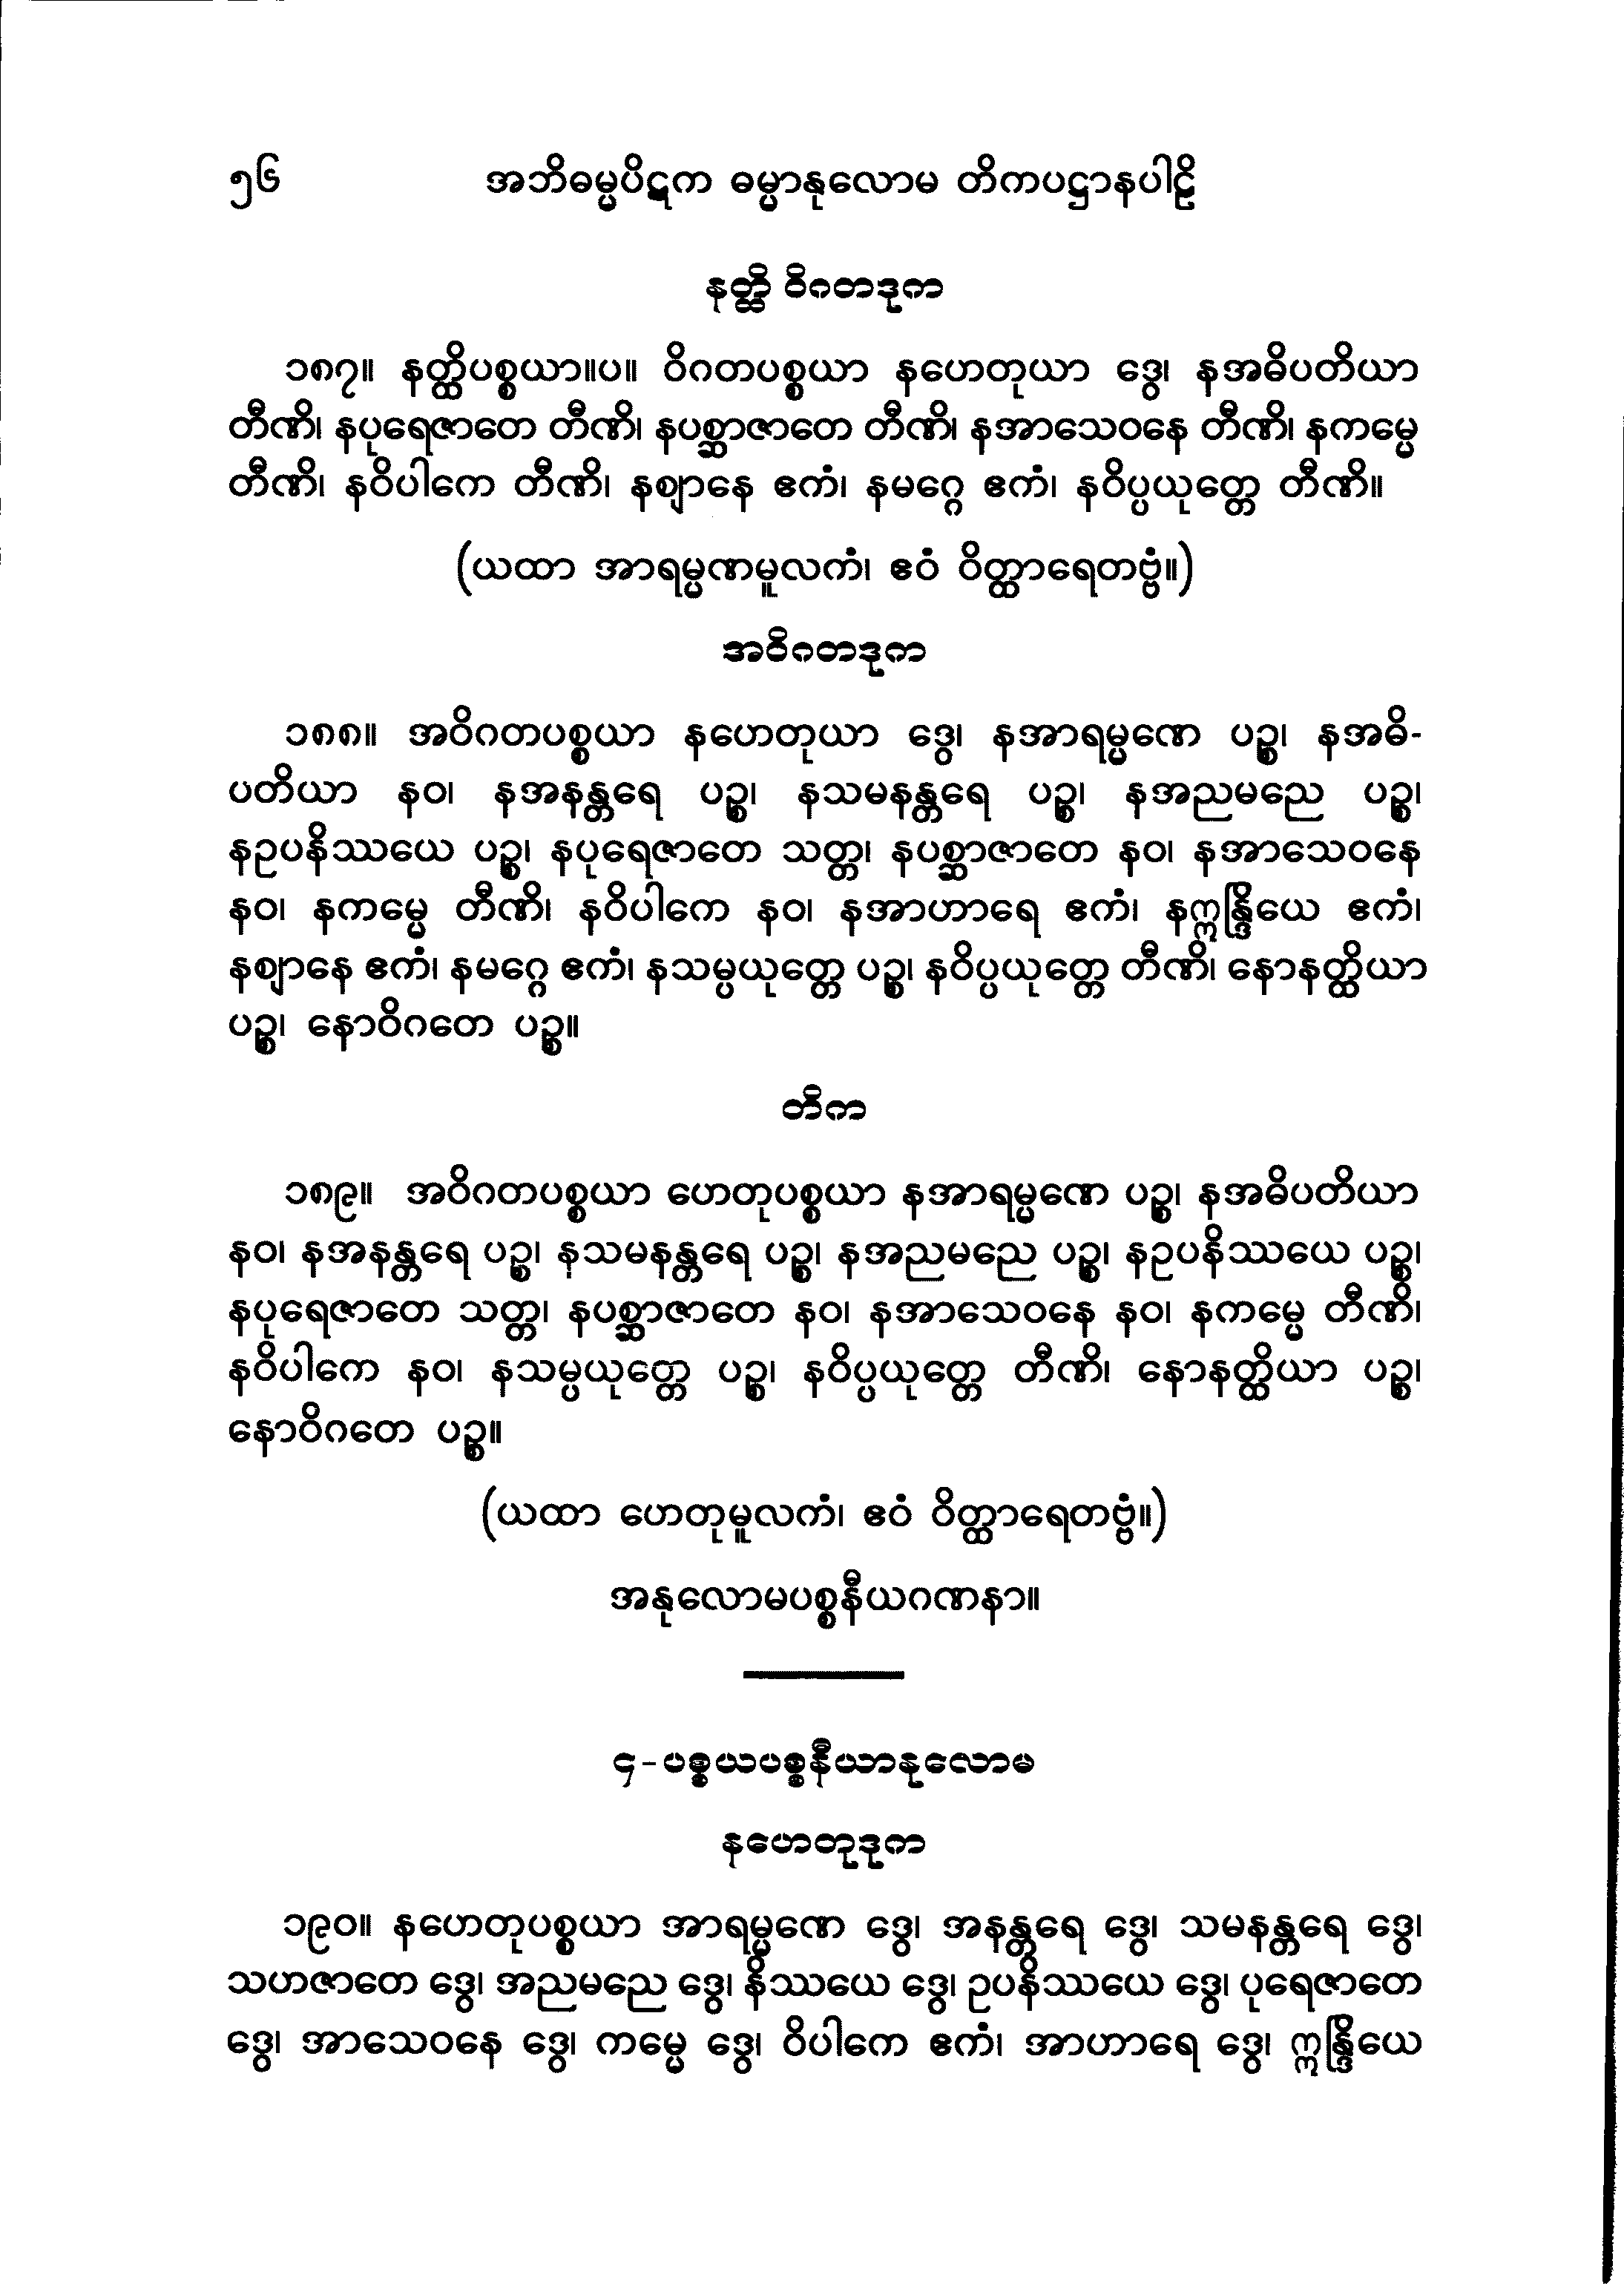 ၅၆ အဘိဓမ္မပိဋက ဓမ္မာနုလောမ တိကပဋ္ဌာနပါဠိ
နတ္ထိ ဝိဂတဒုက
၁၈၇။ နတ္ထိပစ္စယာ။ပ။ ဝိဂတပစ္စယာ နဟေတုယာ ဒွေ၊ နအဓိပတိယာ
တီဏိ၊ နပုရေဇာတေ တီဏိ၊ နပစ္ဆာဇာတေ တီဏိ၊ နအာသေဝနေ တီဏိ၊ နကမ္မေ
တီဏိ၊ နဝိပါကေ တီဏိ၊ နဈာနေ ဧကံ၊ နမဂ္ဂေ ဧကံ၊ နဝိပ္ပယုတ္တေ တီဏိ။
(ယထာ အာရမ္မဏမူလကံ၊ ဧဝံ ဝိတ္ထာရေတဗ္ဗံ။)
အဝိဂတဒုက
၁၈၈။ အဝိဂတပစ္စယာ နဟေတုယာ ဒွေ၊ နအာရမ္မဏေ ပဉ္စ၊ နအဓိ-
ပတိယာ နဝ၊ နအနန္တရေ ပဉ္စ၊ နသမနန္တရေ ပဉ္စ၊ နအညမညေ ပဉ္စ၊
နဥပနိဿယေ ပဉ္စ၊ နပုရေဇာတေ သတ္တ၊ နပစ္ဆာဇာတေ နဝ၊ နအာသေဝနေ
နဝ၊ နကမ္မေ တီဏိ၊ နဝိပါကေ နဝ၊ နအာဟာရေ ဧကံ၊ နဣန္ဒြိယေ ဧကံ၊
နဈာနေ ဧကံ၊ နမဂ္ဂေ ဧကံ၊ နသမ္ပယုတ္တေ ပဉ္စ၊ နဝိပ္ပယုတ္တေ တီဏိ၊ နောနတ္ထိယာ
ပဉ္စ၊ နောဝိဂတေ ပဉ္စ။
တိက
၁၈၉။ အဝိဂတပစ္စယာ ဟေတုပစ္စယာ နအာရမ္မဏေ ပဉ္စ၊ နအဓိပတိယာ
နဝ၊ နအနန္တရေ ပဉ္စ၊ နသမနန္တရေ ပဉ္စ၊ နအညမညေ ပဉ္စ၊ နဥပနိဿယေ ပဉ္စ၊
နပုရေဇာတေ သတ္တ၊ နပစ္ဆာဇာတေ နဝ၊ နအာသေဝနေ နဝ၊ နကမ္မေ တီဏိ၊
နဝိပါကေ နဝ၊ နသမ္ပယုတ္တေ ပဉ္စ၊ နဝိပ္ပယုတ္တေ တီဏိ၊ နောနတ္ထိယာ ပဉ္စ၊
နောဝိဂတေ ပဉ္စ။
(ယထာ ဟေတုမူလကံ၊ ဧဝံ ဝိတ္ထာရေတဗ္ဗံ။)
အနုလောမပစ္စနီယဂဏနာ။
၄-ပစ္စယပစ္စနီယာနုလောမ
နဟေတုဒုက
၁၉၀။ နဟေတုပစ္စယာ အာရမ္မဏေ ဒွေ၊ အနန္တရေ ဒွေ၊ သမနန္တရေ ဒွေ၊
သဟဇာတေ ဒွေ၊ အညမညေ ဒွေ၊ နိဿယေ ဒွေ၊ ဥပနိဿယေ ဒွေ၊ ပုရေဇာတေ
ဒွေ၊ အာသေဝနေ ဒွေ၊ ကမ္မေ ဒွေ၊ ဝိပါကေ ဧကံ၊ အာဟာရေ ဒွေ၊ ဣန္ဒြိယေ